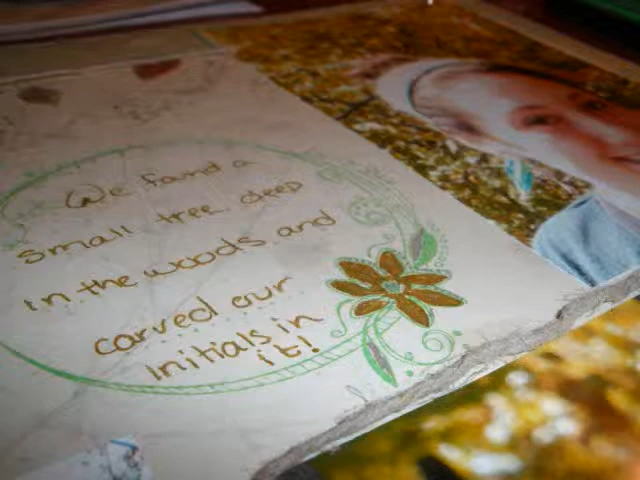 We found a
small tree deep
in the woods and
carved our
initials in
it!